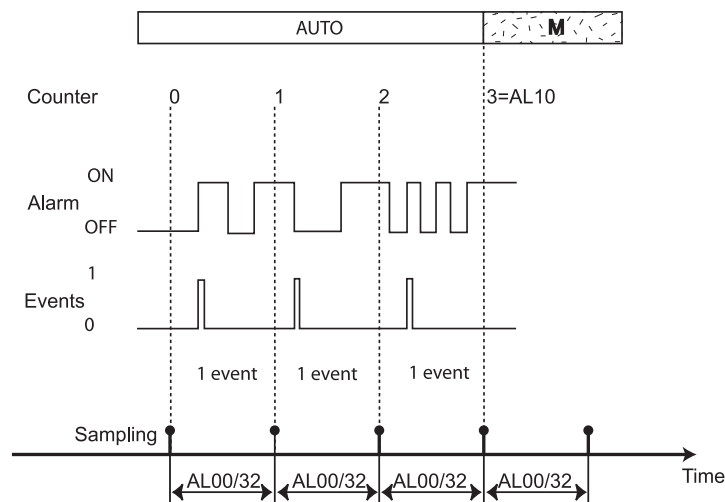 AUTO M
Counter 0 1 2 3=AL10
ON
Alarm
OFF
1
Events
0
1 event 1 event 1 event
Sampling
Time
AL00/32 AL00/32 AL00/32 AL00/32